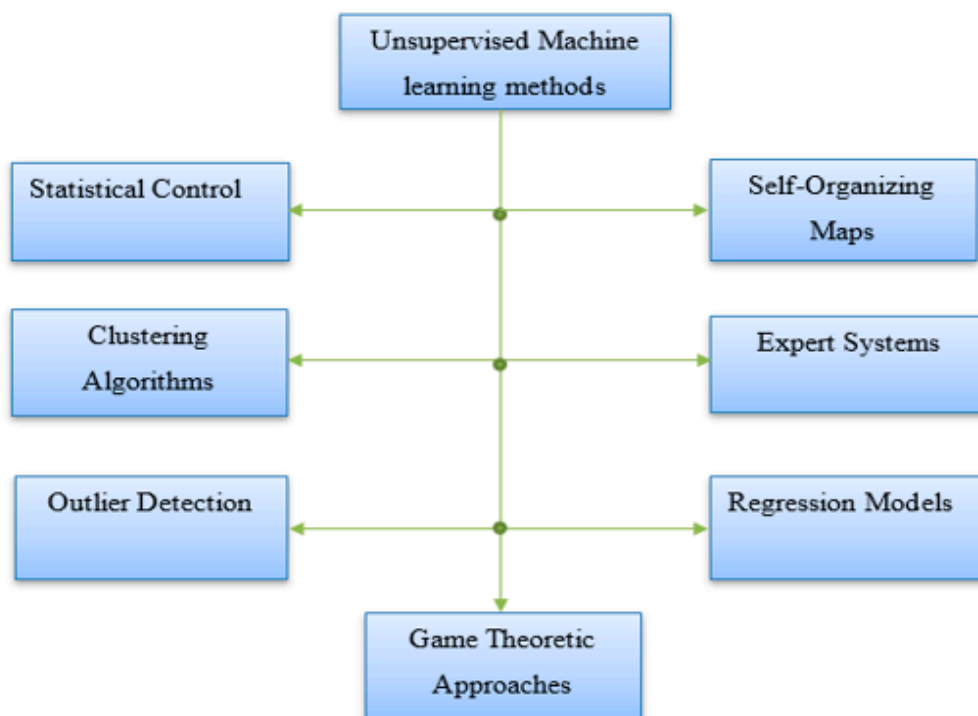 Unsupervised Machine
learning methods
Statistical Control
Self-Organizing
Maps
Clustering
Algorithms
Expert Systems
Outlier Detection
Regression Models
Game Theoretic
Approaches